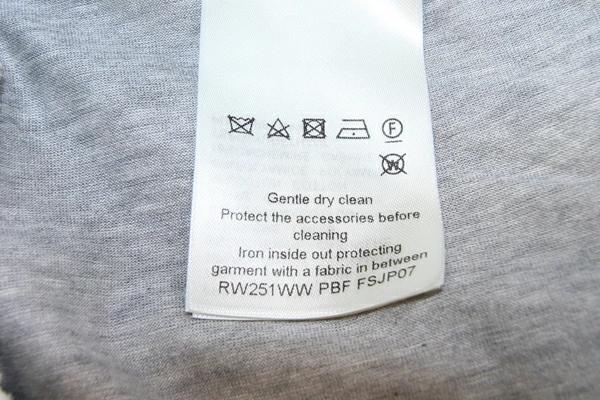 F
W
Gentle dry clean
Protect the accessories before
cleaning
Iron inside out protecting
garment with a fabric in between
RW251WW PBF FSJP07